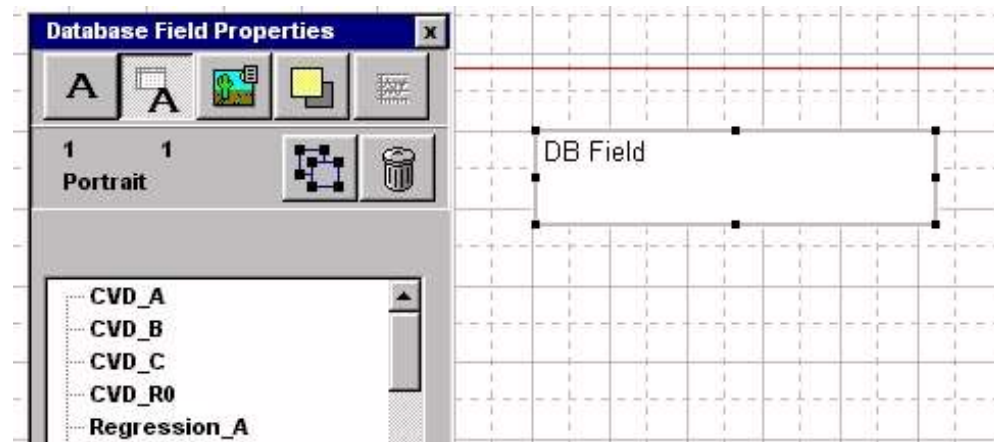 Database Field Properties x
A A
1 1
Portrait
CVD_A
CVD_B
CVD_C
CVD_R0
Regression_A
DB Field